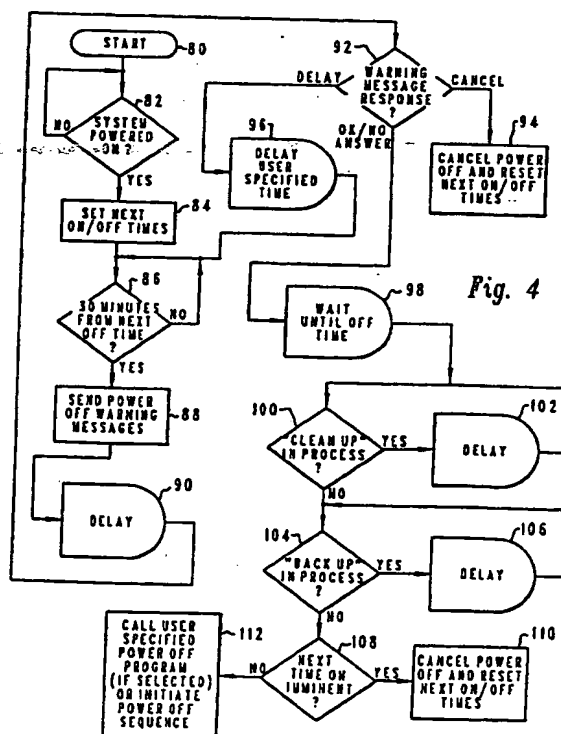 START
80
NO
82
SYSTEM
POWERED
ON ?
YES
SET NEXT
ON/OFF TIMES
84
86
30 MINUTES
FROM NEXT
OFF TIME
?
NO
YES
SEND POWER
OFF WARNING
MESSAGES
88
90
DELAY
92
DELAY
WARNING
MESSAGE
RESPONSE
?
CANCEL
OK/NO
ANSWER
94
CANCEL POWER
OFF AND RESET
NEXT ON/OFF
TIMES
96
DELAY
USER
SPECIFIED
TIME
98
WAIT
UNTIL OFF
TIME
Fig. 4
100
"CLEAN UP"
IN PROCESS
?
YES
NO
102
DELAY
104
"BACK UP"
IN PROCESS
?
YES
NO
106
DELAY
108
NEXT
TIME ON
IMMINENT
?
NO
YES
110
CANCEL POWER
OFF AND RESET
NEXT ON/OFF
TIMES
112
CALL USER
SPECIFIED
POWER OFF
PROGRAM
(IF SELECTED)
OR INITIATE
POWER OFF
SEQUENCE